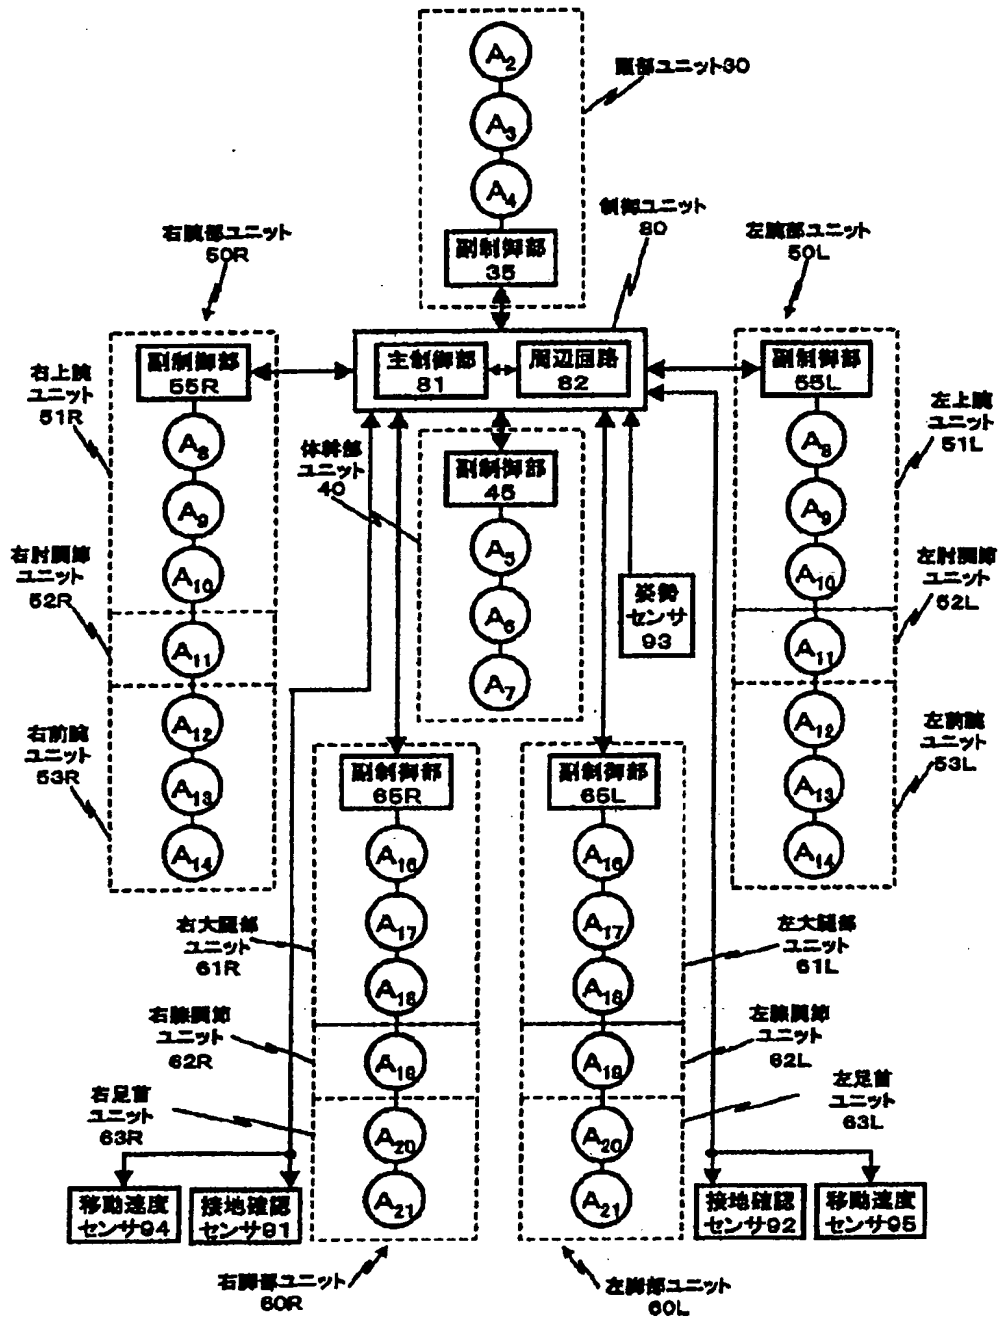 A2
頭部ユニット30
A3
A4
副制御部
35
制御ユニット
80
右腕部ユニット
50R
左腕部ユニット
50L
主制御部
81
周辺回路
82
副制御部
55R
副制御部
55L
右上腕
ユニット
51R
左上腕
ユニット
51L
A8
A9
A10
体幹部
ユニット
40
副制御部
45
A5
A6
A7
A8
A9
A10
右肘関節
ユニット
52R
左肘関節
ユニット
52L
姿勢
センサ
93
A11
A11
右前腕
ユニット
53R
左前腕
ユニット
53L
A12
A13
A14
A12
A13
A14
副制御部
65R
副制御部
65L
A16
A17
A18
A16
A17
A18
右大腿部
ユニット
61R
左大腿部
ユニット
61L
右膝関節
ユニット
62R
左膝関節
ユニット
62L
A19
A19
右足首
ユニット
63R
左足首
ユニット
63L
A20
A21
A20
A21
移動速度
センサ94
接地確認
センサ91
接地確認
センサ92
移動速度
センサ95
右脚部ユニット
60R
左脚部ユニット
60L